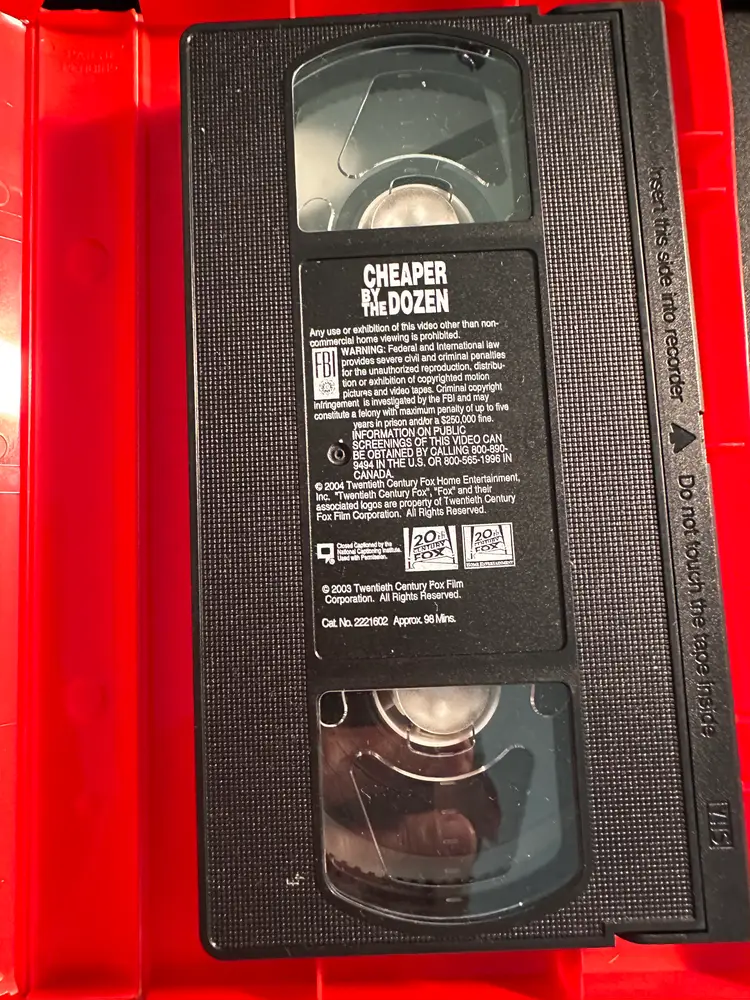 CHEAPER
BY
THE DOZEN
Any use or exhibition of this video other than non-
commercial home viewing is prohibited.
FBI
WARNING: Federal and International law
provides severe civil and criminal penalties
for the unauthorized reproduction, distribu-
tion or exhibition of copyrighted motion
pictures and video tapes. Criminal copyright
infringement is investigated by the FBI and may
constitute a felony with maximum penalty of up to five
years in prison and/or a $250,000 fine.
INFORMATION ON PUBLIC
SCREENINGS OF THIS VIDEO CAN
BE OBTAINED BY CALLING 800-890-
9494 IN THE U.S. OR 800-565-1996 IN
CANADA.
© 2004 Twentieth Century Fox Home Entertainment,
Inc. "Twentieth Century Fox", "Fox" and their
associated logos are property of Twentieth Century
Fox Film Corporation. All Rights Reserved.
Closed Captioned by the
National Captioning Institute.
Used with Permission.
20th
CENTURY
FOX
20th
CENTURY
FOX
HOME ENTERTAINMENT
© 2003 Twentieth Century Fox Film
Corporation. All Rights Reserved.
Cat. No. 2221602 Approx. 98 Mins.
Insert this side into recorder
Do not touch the tape inside
VHS